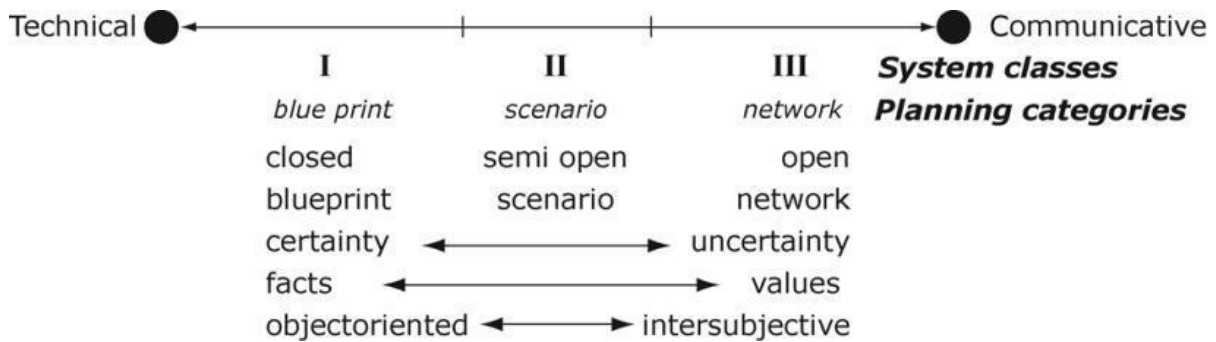 Technical Communicative
I II III System classes
blue print scenario network Planning categories
closed semi open open
blueprint scenario network
certainty uncertainty
facts values
objectoriented intersubjective